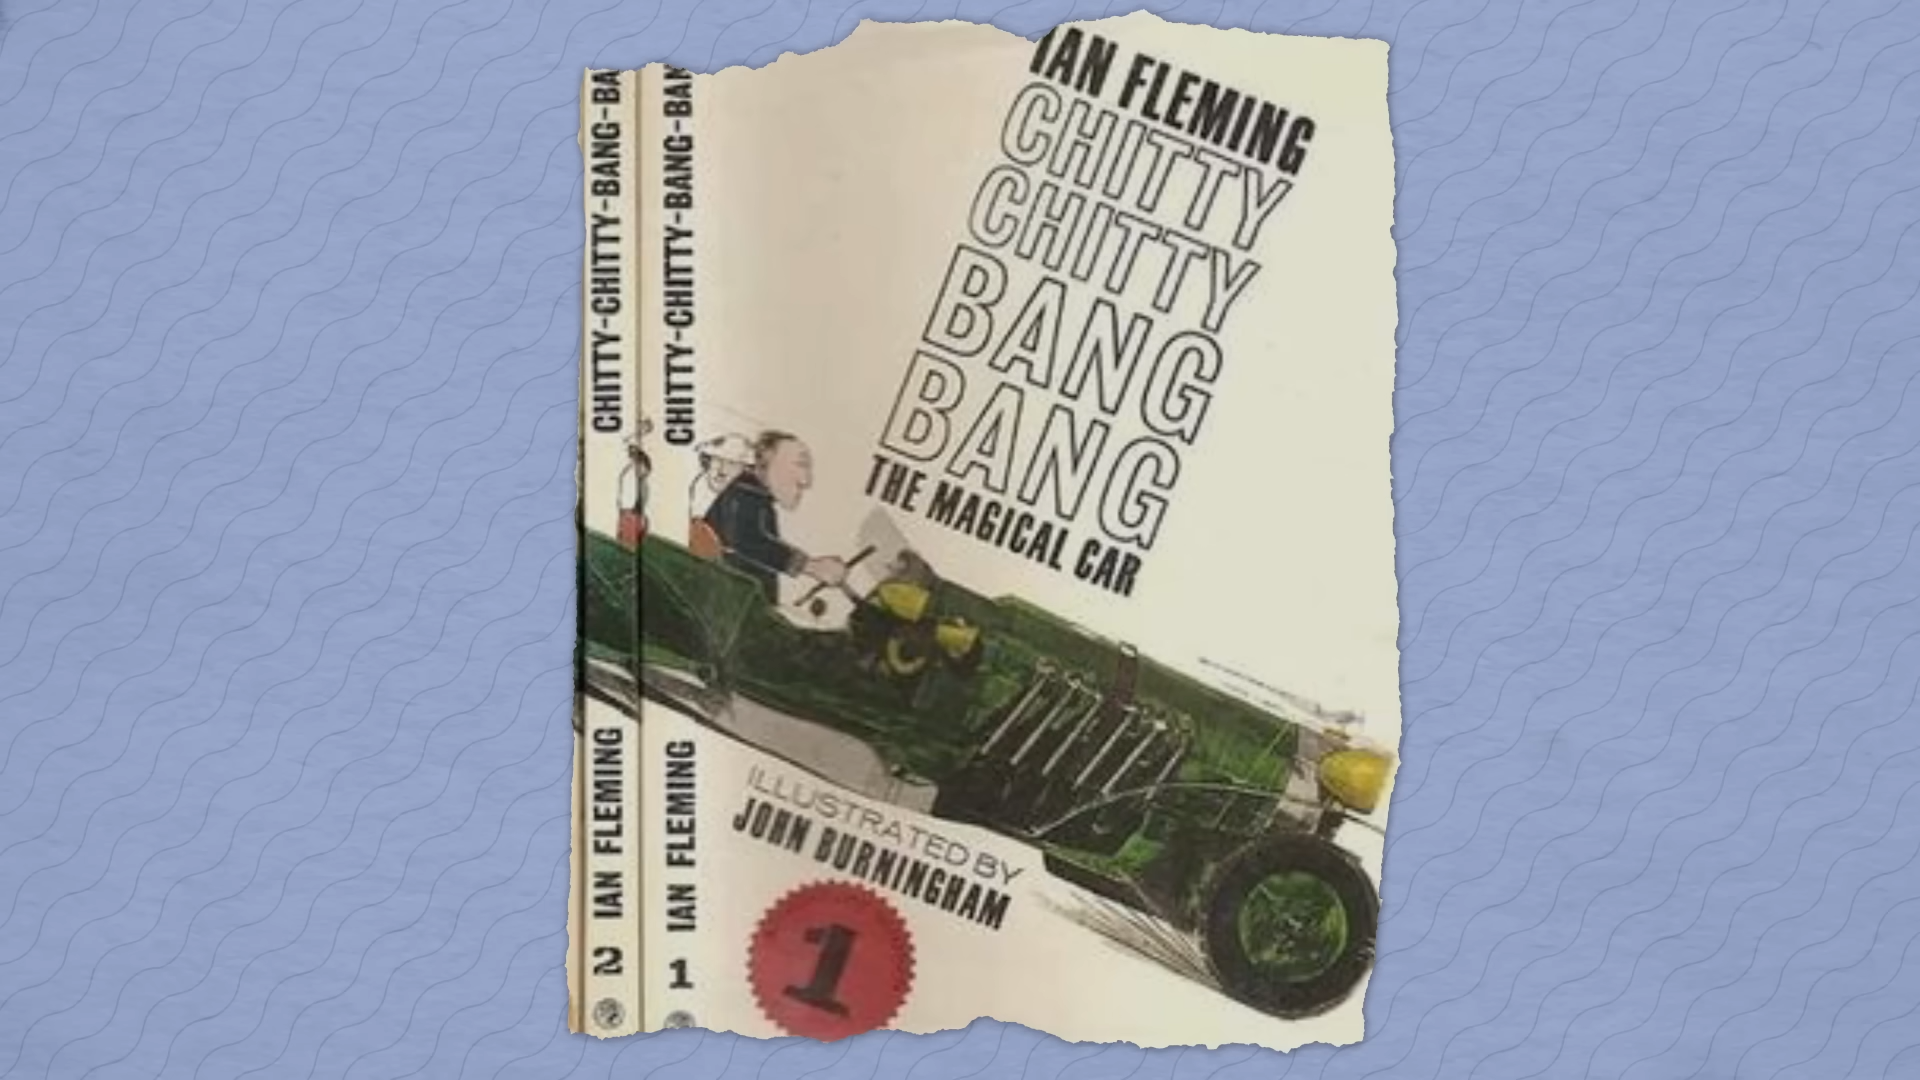 CHITTY-CHITTY-BANG-BA
IAN FLEMING
2
CHITTY-CHITTY-BANG-BAN
IAN FLEMING
1
IAN FLEMING
CHITTY
CHITTY
BANG
BANG
THE MAGICAL CAR
ILLUSTRATED BY
JOHN BURNINGHAM
1